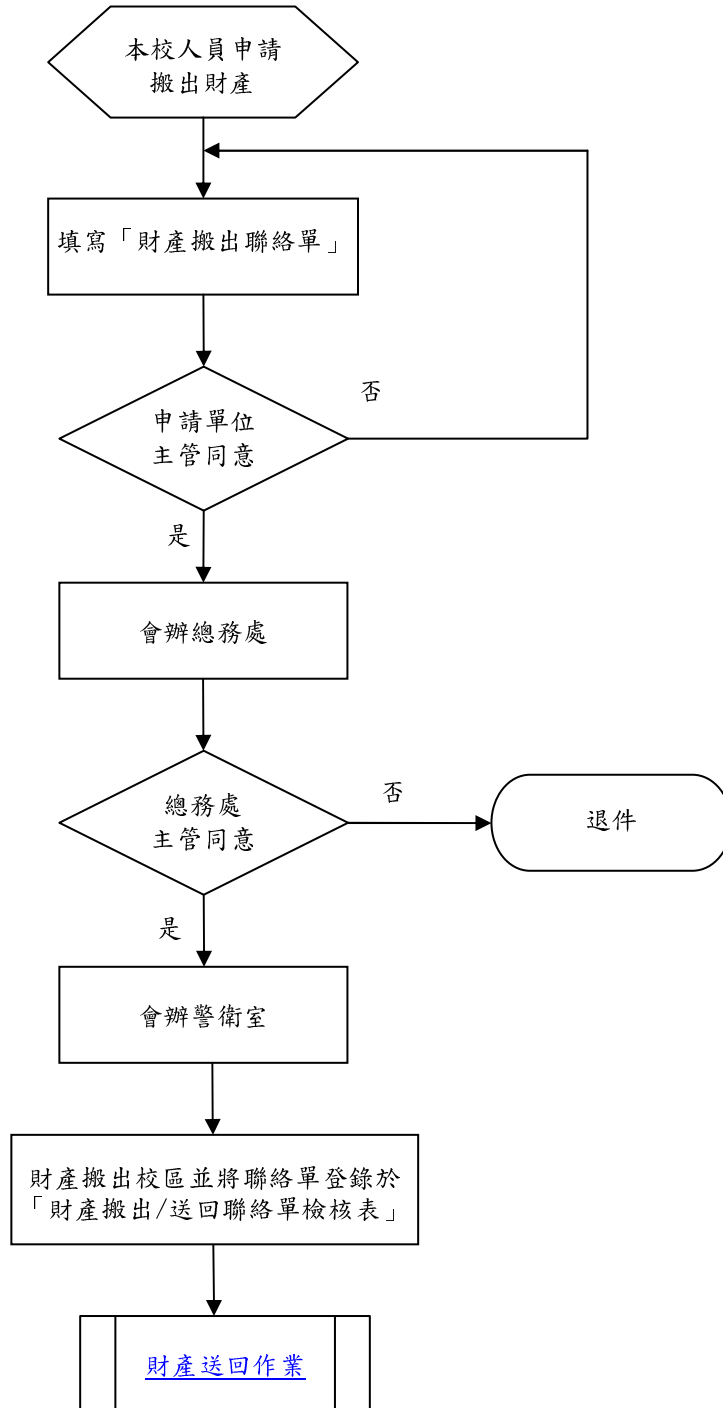 本校人員申請
搬出財產
填寫「財產搬出聯絡單」
申請單位
主管同意
否
是
會辦總務處
總務處
主管同意
否
退件
是
會辦警衛室
財產搬出校區並將聯絡單登錄於
「財產搬出/送回聯絡單檢核表」
財產送回作業